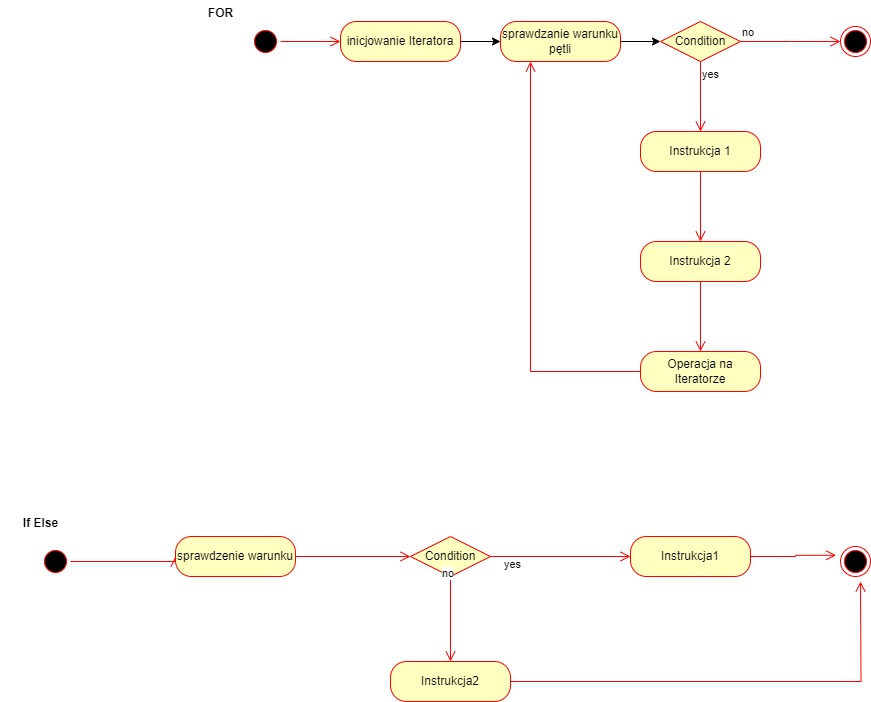 FOR
inicjowanie Iteratora
sprawdzanie warunku
pętli
Condition
no
yes
Instrukcja 1
Instrukcja 2
Operacja na
Iteratorze
If Else
sprawdzenie warunku
Condition
yes
no
Instrukcja1
Instrukcja2